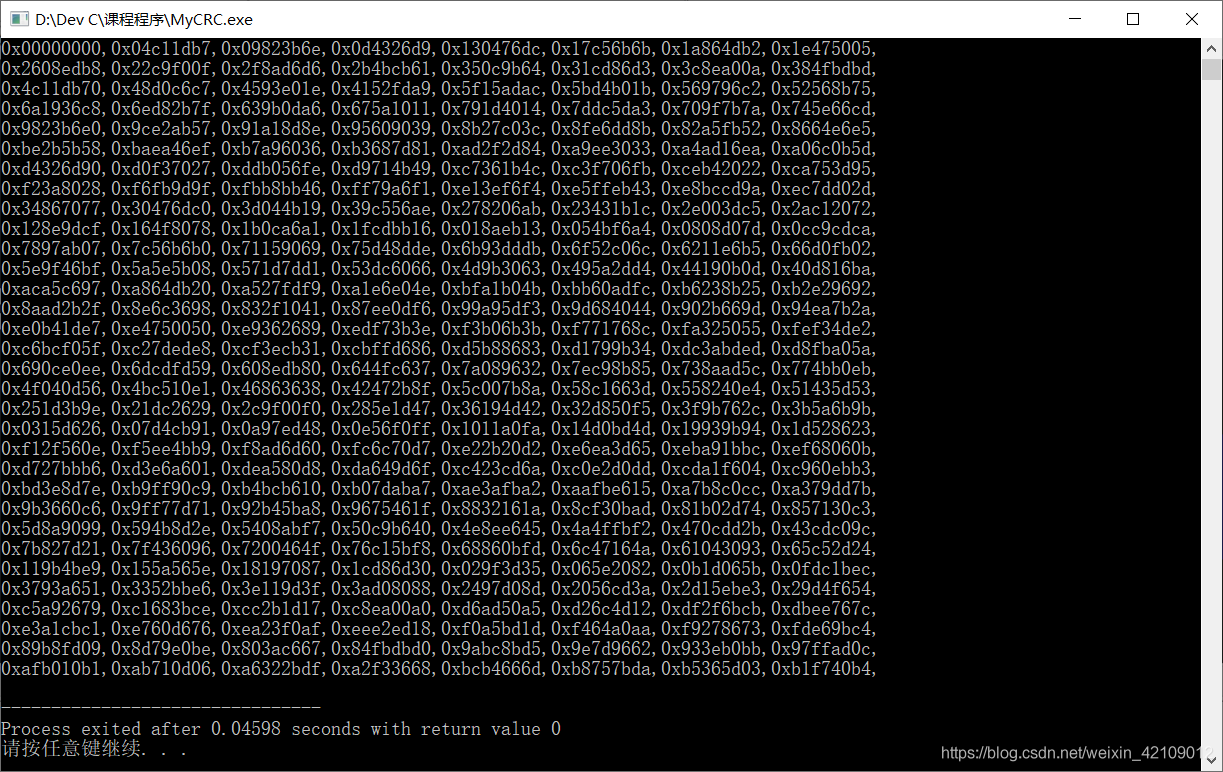 D:\Dev C\课程程序\MyCRC.exe
0x00000000,0x04c11db7,0x09823b6e,0x0d4326d9,0x130476dc,0x17c56b6b,0x1a864db2,0x1e475005,
0x2608edb8,0x22c9f00f,0x2f8ad6d6,0x2b4bcb61,0x350c9b64,0x31cd86d3,0x3c8ea00a,0x384fbdbd,
0x4c11db70,0x48d0c6c7,0x4593e01e,0x4152fda9,0x5f15adac,0x5bd4b01b,0x569796c2,0x52568b75,
0x6a1936c8,0x6ed82b7f,0x639b0da6,0x675a1011,0x791d4014,0x7ddc5da3,0x709f7b7a,0x745e66cd,
0x9823b6e0,0x9ce2ab57,0x91a18d8e,0x95609039,0x8b27c03c,0x8fe6dd8b,0x82a5fb52,0x8664e6e5,
0xbe2b5b58,0xbaea46ef,0xb7a96036,0xb3687d81,0xad2f2d84,0xa9ee3033,0xa4ad16ea,0xa06c0b5d,
0xd4326d90,0xd0f37027,0xddb056fe,0xd9714b49,0xc7361b4c,0xc3f706fb,0xceb42022,0xca753d95,
0xf23a8028,0xf6fb9d9f,0xfbb8bb46,0xff79a6f1,0xe13ef6f4,0xe5ffeb43,0xe8bccd9a,0xec7dd02d,
0x34867077,0x30476dc0,0x3d044b19,0x39c556ae,0x278206ab,0x23431b1c,0x2e003dc5,0x2ac12072,
0x128e9dcf,0x164f8078,0x1b0ca6a1,0x1fcdbb16,0x018aeb13,0x054bf6a4,0x0808d07d,0x0cc9cdca,
0x7897ab07,0x7c56b6b0,0x71159069,0x75d48dde,0x6b93dddb,0x6f52c06c,0x6211e6b5,0x66d0fb02,
0x5e9f46bf,0x5a5e5b08,0x571d7dd1,0x53dc6066,0x4d9b3063,0x495a2dd4,0x44190b0d,0x40d816ba,
0xaca5c697,0xa864db20,0xa527fdf9,0xa1e6e04e,0xbfa1b04b,0xbb60adfc,0xb6238b25,0xb2e29692,
0x8aad2b2f,0x8e6c3698,0x832f1041,0x87ee0df6,0x99a95df3,0x9d684044,0x902b669d,0x94ea7b2a,
0xe0b41de7,0xe4750050,0xe9362689,0xedf73b3e,0xf3b06b3b,0xf771768c,0xfa325055,0xfef34de2,
0xc6bcf05f,0xc27dede8,0xcf3ecb31,0xcbffd686,0xd5b88683,0xd1799b34,0xdc3abded,0xd8fba05a,
0x690ce0ee,0x6dcdfd59,0x608edb80,0x644fc637,0x7a089632,0x7ec98b85,0x738aad5c,0x774bb0eb,
0x4f040d56,0x4bc510e1,0x46863638,0x42472b8f,0x5c007b8a,0x58c1663d,0x558240e4,0x51435d53,
0x251d3b9e,0x21dc2629,0x2c9f00f0,0x285e1d47,0x36194d42,0x32d850f5,0x3f9b762c,0x3b5a6b9b,
0x0315d626,0x07d4cb91,0x0a97ed48,0x0e56f0ff,0x1011a0fa,0x14d0bd4d,0x19939b94,0x1d528623,
0xf12f560e,0xf5ee4bb9,0xf8ad6d60,0xfc6c70d7,0xe22b20d2,0xe6ea3d65,0xeba91bbc,0xef68060b,
0xd727bbb6,0xd3e6a601,0xdea580d8,0xda649d6f,0xc423cd6a,0xc0e2d0dd,0xcda1f604,0xc960ebb3,
0xbd3e8d7e,0xb9ff90c9,0xb4bcb610,0xb07daba7,0xae3afba2,0xaafbe615,0xa7b8c0cc,0xa379dd7b,
0x9b3660c6,0x9ff77d71,0x92b45ba8,0x9675461f,0x8832161a,0x8cf30bad,0x81b02d74,0x857130c3,
0x5d8a9099,0x594b8d2e,0x5408abf7,0x50c9b640,0x4e8ee645,0x4a4ffbf2,0x470cdd2b,0x43cdc09c,
0x7b827d21,0x7f436096,0x7200464f,0x76c15bf8,0x68860bfd,0x6c47164a,0x61043093,0x65c52d24,
0x119b4be9,0x155a565e,0x18197087,0x1cd86d30,0x029f3d35,0x065e2082,0x0b1d065b,0x0fdc1bec,
0x3793a651,0x3352bbe6,0x3e119d3f,0x3ad08088,0x2497d08d,0x2056cd3a,0x2d15ebe3,0x29d4f654,
0xc5a92679,0xc1683bce,0xcc2b1d17,0xc8ea00a0,0xd6ad50a5,0xd26c4d12,0xdf2f6bcb,0xdbee767c,
0xe3a1cbc1,0xe760d676,0xea23f0af,0xeee2ed18,0xf0a5bd1d,0xf464a0aa,0xf9278673,0xfde69bc4,
0x89b8fd09,0x8d79e0be,0x803ac667,0x84fbdbd0,0x9abc8bd5,0x9e7d9662,0x933eb0bb,0x97ffad0c,
0xafb010b1,0xab710d06,0xa6322bdf,0xa2f33668,0xbcb4666d,0xb8757bda,0xb5365d03,0xb1f740b4,
--------------------------------
Process exited after 0.04598 seconds with return value 0
请按任意键继续. . .
https://blog.csdn.net/weixin_42109012